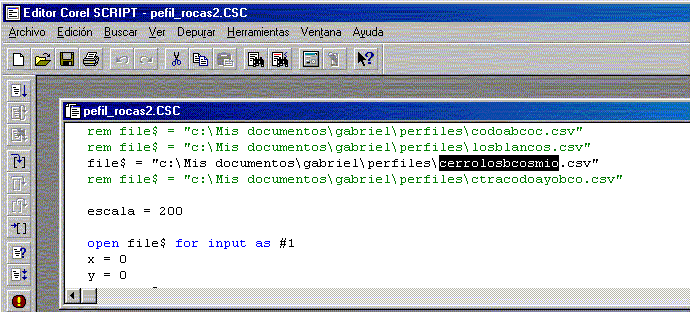 Editor Corel SCRIPT - pefil_rocas2.CSC
Archivo Edición Buscar Ver Depurar Herramientas Ventana Ayuda
pefil_rocas2.CSC
rem file$ = "c:\Mis documentos\gabriel\perfiles\codoabcoc.csv"
rem file$ = "c:\Mis documentos\gabriel\perfiles\losblancos.csv"
file$ = "c:\Mis documentos\gabriel\perfiles\cerrolosbcosmio.csv"
rem file$ = "c:\Mis documentos\gabriel\perfiles\ctracodoayobco.csv"
escala = 200
open file$ for input as #1
x = 0
y = 0